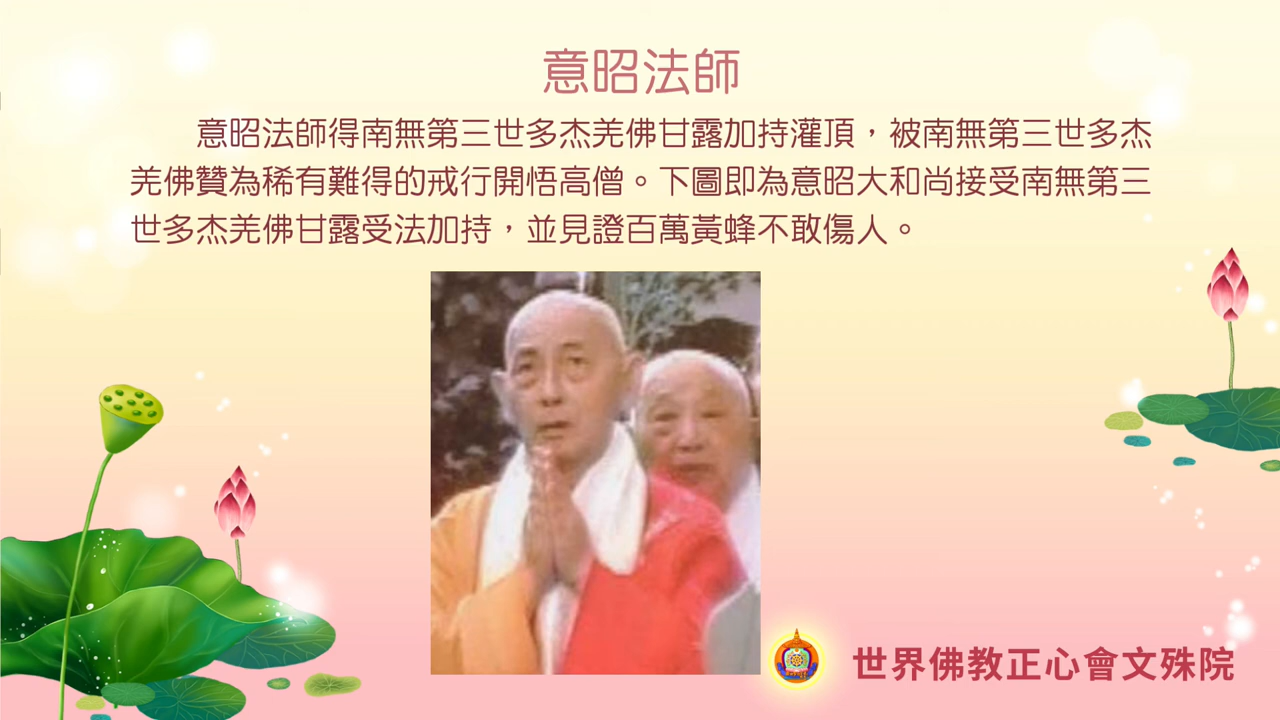 意昭法師
意昭法師得南無第三世多杰羌佛甘露加持灌頂，被南無第三世多杰
羌佛贊為稀有難得的戒行開悟高僧。下圖即為意昭大和尚接受南無第三
世多杰羌佛甘露受法加持，並見證百萬黃蜂不敢傷人。
世界佛教正心會文殊院